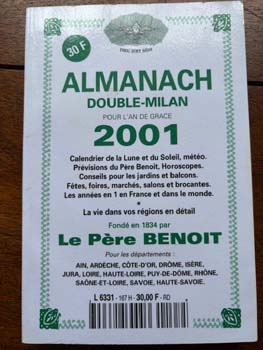 30 F
ALMANACH
DOUBLE-MILAN
POUR L'AN DE GRACE
2001
Calendrier de la Lune et du Soleil, météo.
Prévisions du Père Benoit, Horoscopes.
Conseils pour les jardins et balcons.
Fêtes, foires, marchés, salons et brocantes.
Les années en 1 en France et dans le monde.
•
La vie dans vos régions en détail
Fondé en 1834 par
Le Père BENOIT
Pour les départements :
AIN, ARDÈCHE, CÔTE-D'OR, DRÔME, ISÈRE,
JURA, LOIRE, HAUTE-LOIRE, PUY-DE-DÔME, RHÔNE,
SAÔNE-ET-LOIRE, SAVOIE, HAUTE-SAVOIE.
L 6331 - 167 H - 30,00 F - RD